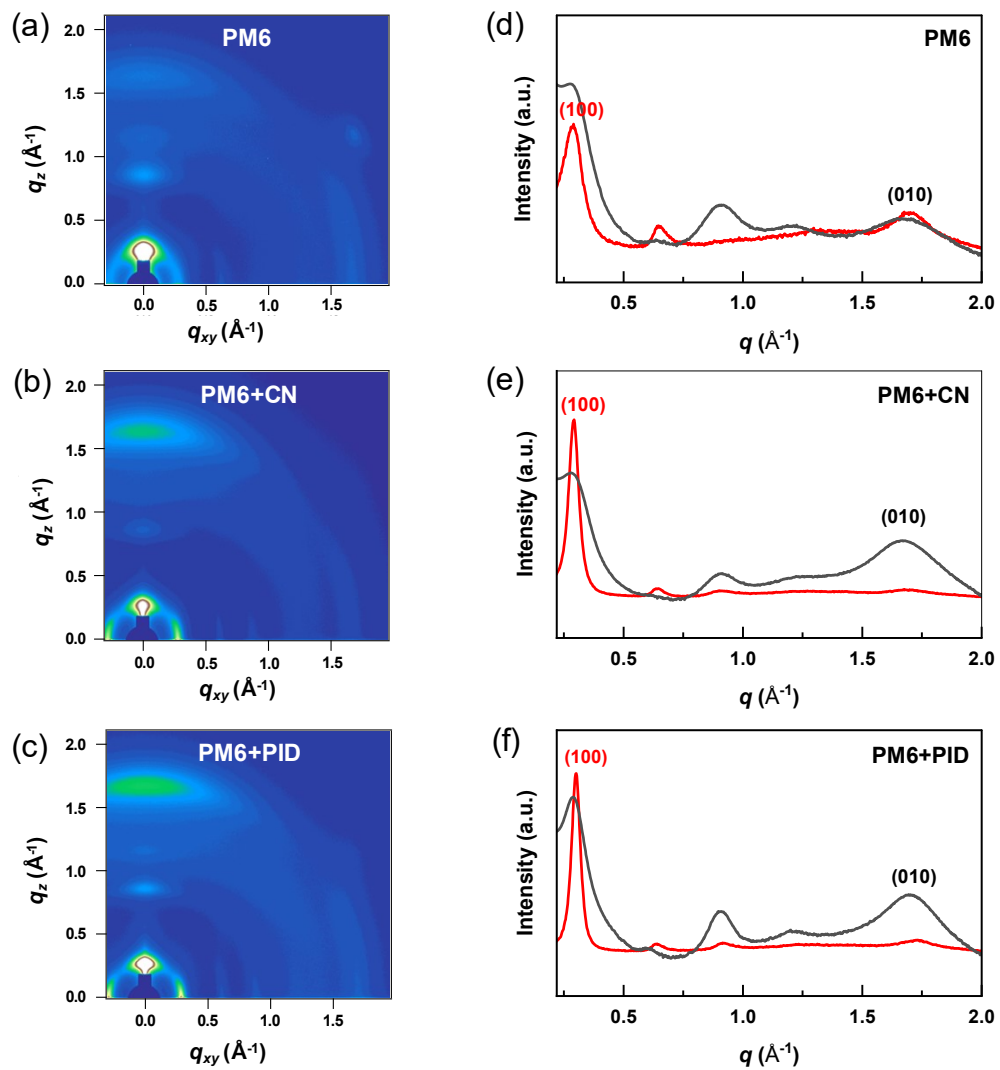 (a)
PM6
2.0
1.5
1.0
0.5
0.0
qz (Å-1)
0.0 0.5 1.0 1.5
qxy (Å-1)
(d)
PM6
(100)
(010)
Intensity (a.u.)
0.5 1.0 1.5 2.0
q (Å-1)
(b)
PM6+CN
2.0
1.5
1.0
0.5
0.0
qz (Å-1)
0.0 0.5 1.0 1.5
qxy (Å-1)
(e)
PM6+CN
(100)
(010)
Intensity (a.u.)
0.5 1.0 1.5 2.0
q (Å-1)
(c)
PM6+PID
2.0
1.5
1.0
0.5
0.0
qz (Å-1)
0.0 0.5 1.0 1.5
qxy (Å-1)
(f)
PM6+PID
(100)
(010)
Intensity (a.u.)
0.5 1.0 1.5 2.0
q (Å-1)